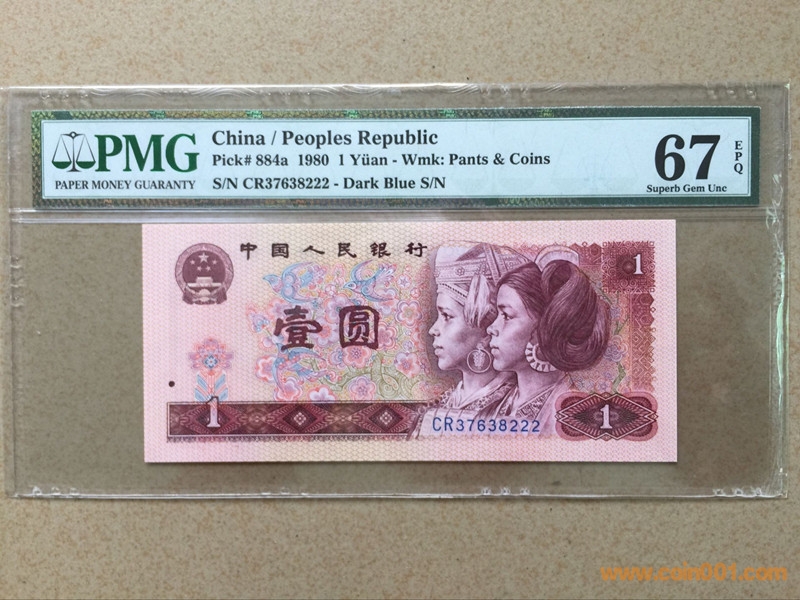 PMG
PAPER MONEY GUARANTY
China / Peoples Republic
Pick# 884a 1980 1 Yüan - Wmk: Pants & Coins
S/N CR37638222 - Dark Blue S/N
67
EPQ
Superb Gem Unc
中国人民银行
1
壹圆
1
CR37638222
1
www.coin001.com